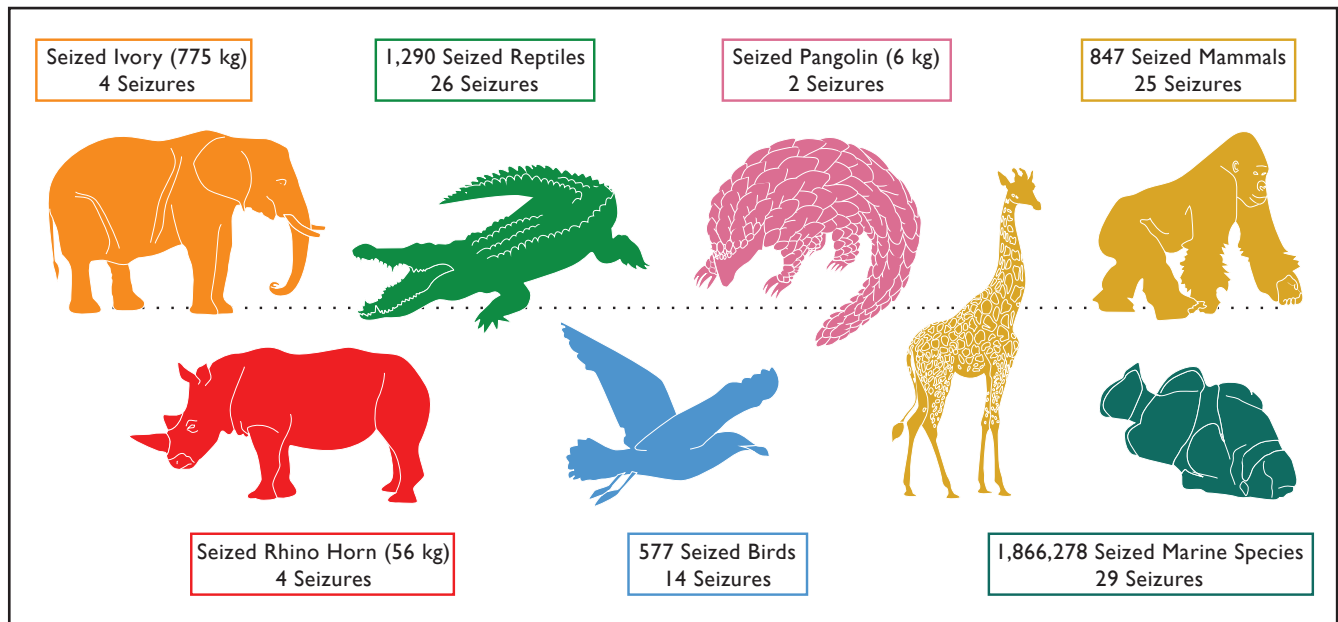 Seized Ivory (775 kg)
4 Seizures
1,290 Seized Reptiles
26 Seizures
Seized Pangolin (6 kg)
2 Seizures
847 Seized Mammals
25 Seizures
Seized Rhino Horn (56 kg)
4 Seizures
577 Seized Birds
14 Seizures
1,866,278 Seized Marine Species
29 Seizures